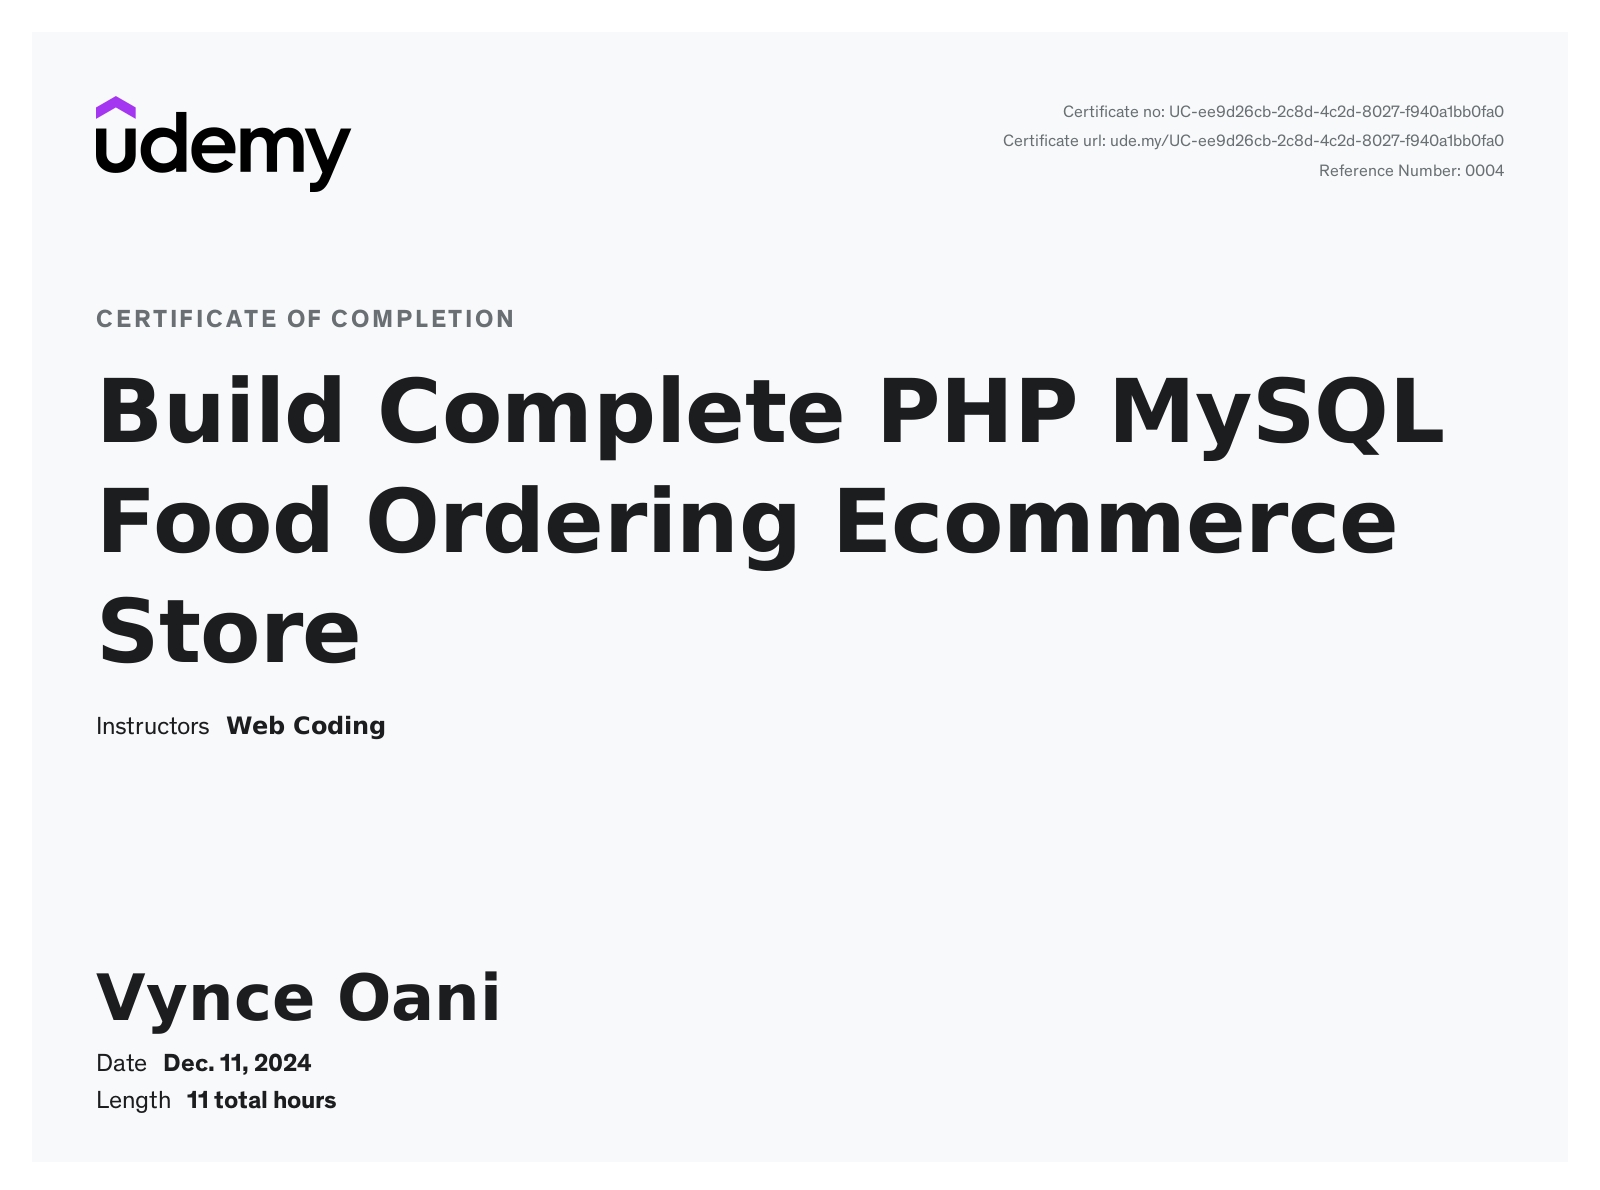 udemy
Certificate no: UC-ee9d26cb-2c8d-4c2d-8027-f940a1bb0fa0
Certificate url: ude.my/UC-ee9d26cb-2c8d-4c2d-8027-f940a1bb0fa0
Reference Number: 0004
CERTIFICATE OF COMPLETION
Build Complete PHP MySQL
Food Ordering Ecommerce
Store
Instructors Web Coding
Vynce Oani
Date Dec. 11, 2024
Length 11 total hours